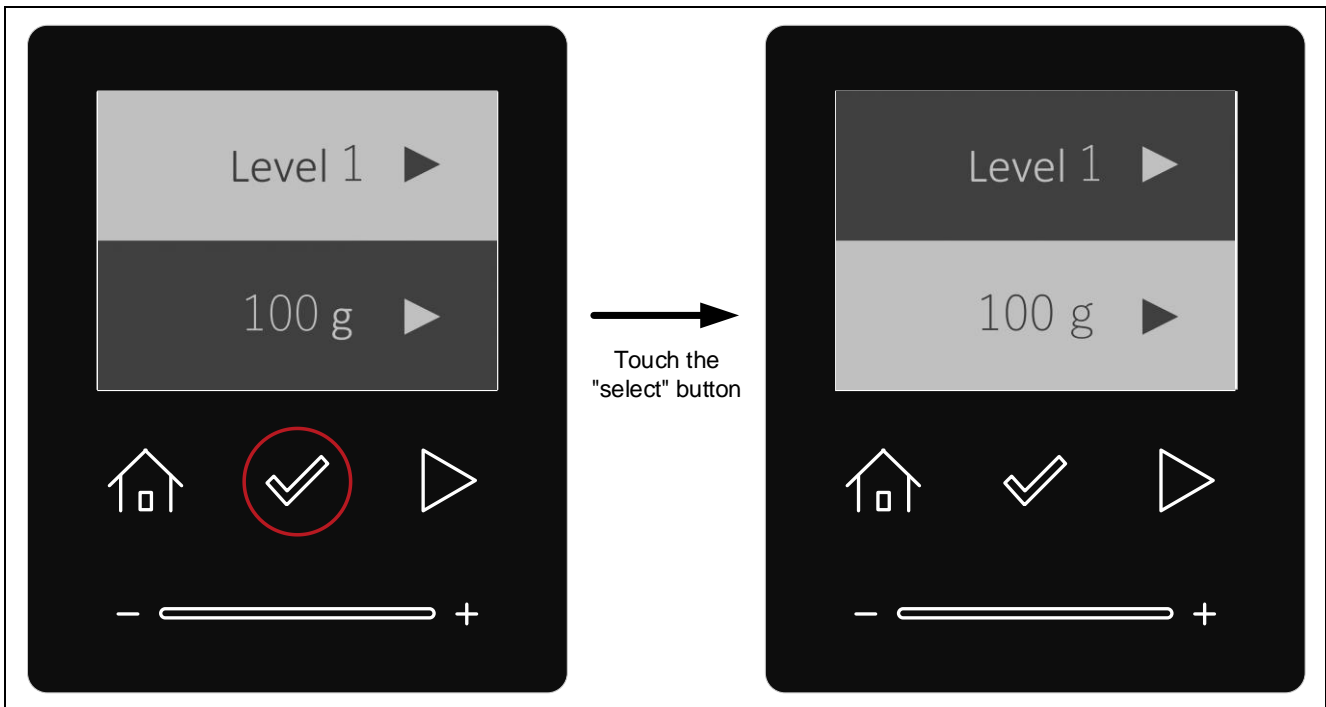 Level 1
100 g
Touch the
"select" button
Level 1
100 g
- +
- +